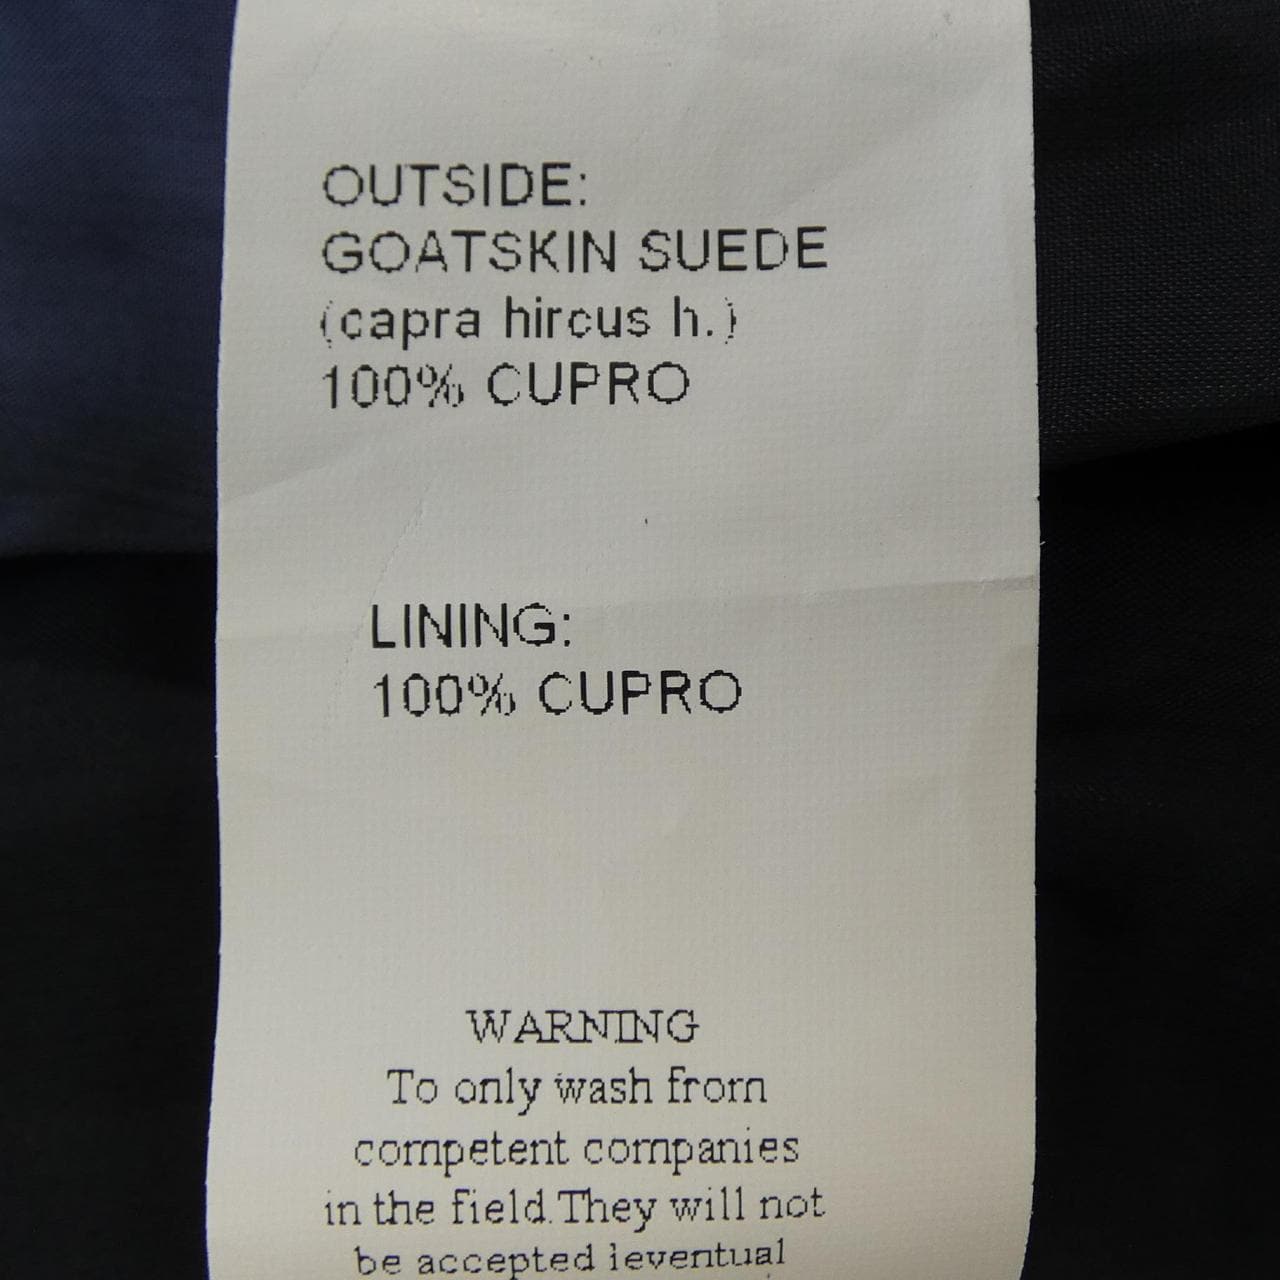 OUTSIDE:
GOATSKIN SUEDE
(capra hircus h.)
100% CUPRO
LINING:
100% CUPRO
WARNING
To only wash from
competent companies
in the field.They will not
be accepted ieventual